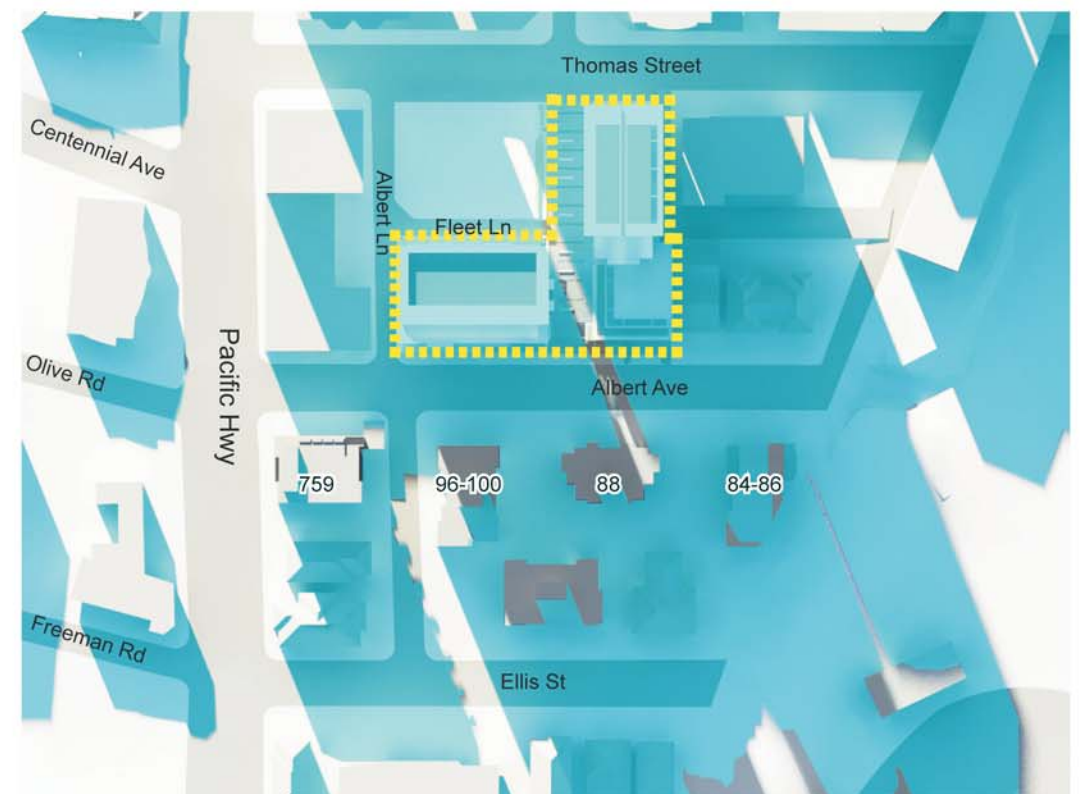 Thomas Street
Centennial Ave
Albert Ln
Fleet Ln
Pacific Hwy
Olive Rd
Albert Ave
759
96-100
88
84-86
Freeman Rd
Ellis St